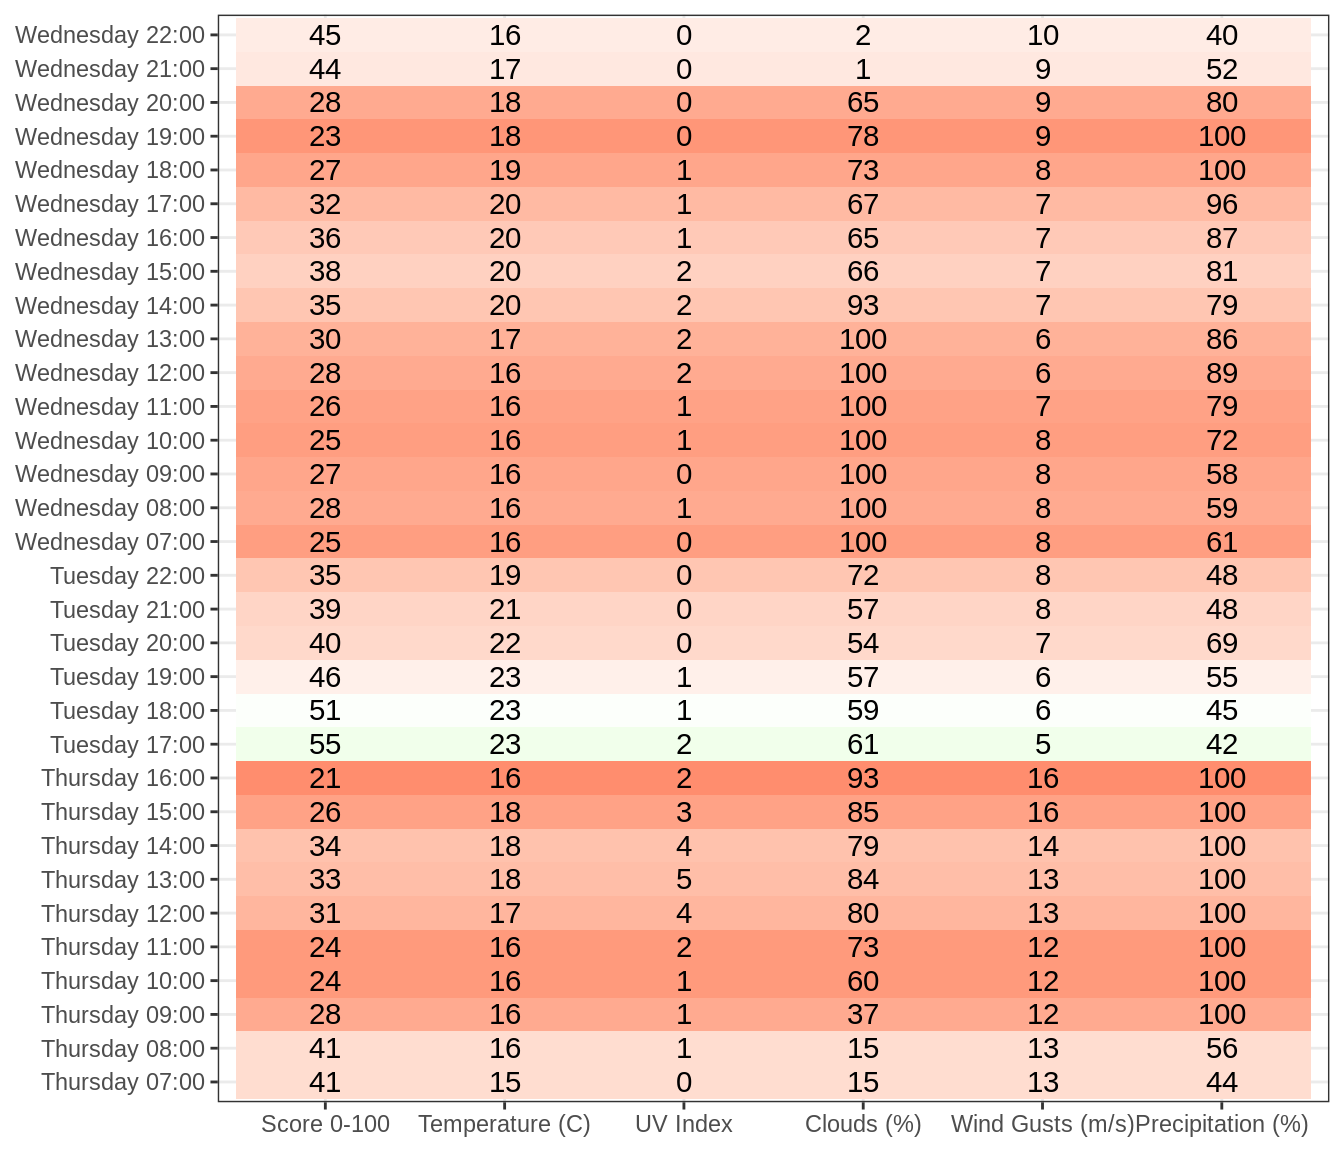 Wednesday 22:00 45 16 0 2 10 40
Wednesday 21:00 44 17 0 1 9 52
Wednesday 20:00 28 18 0 65 9 80
Wednesday 19:00 23 18 0 78 9 100
Wednesday 18:00 27 19 1 73 8 100
Wednesday 17:00 32 20 1 67 7 96
Wednesday 16:00 36 20 1 65 7 87
Wednesday 15:00 38 20 2 66 7 81
Wednesday 14:00 35 20 2 93 7 79
Wednesday 13:00 30 17 2 100 6 86
Wednesday 12:00 28 16 2 100 6 89
Wednesday 11:00 26 16 1 100 7 79
Wednesday 10:00 25 16 1 100 8 72
Wednesday 09:00 27 16 0 100 8 58
Wednesday 08:00 28 16 1 100 8 59
Wednesday 07:00 25 16 0 100 8 61
Tuesday 22:00 35 19 0 72 8 48
Tuesday 21:00 39 21 0 57 8 48
Tuesday 20:00 40 22 0 54 7 69
Tuesday 19:00 46 23 1 57 6 55
Tuesday 18:00 51 23 1 59 6 45
Tuesday 17:00 55 23 2 61 5 42
Thursday 16:00 21 16 2 93 16 100
Thursday 15:00 26 18 3 85 16 100
Thursday 14:00 34 18 4 79 14 100
Thursday 13:00 33 18 5 84 13 100
Thursday 12:00 31 17 4 80 13 100
Thursday 11:00 24 16 2 73 12 100
Thursday 10:00 24 16 1 60 12 100
Thursday 09:00 28 16 1 37 12 100
Thursday 08:00 41 16 1 15 13 56
Thursday 07:00 41 15 0 15 13 44
Score 0-100 Temperature (C) UV Index Clouds (%) Wind Gusts (m/s) Precipitation (%)